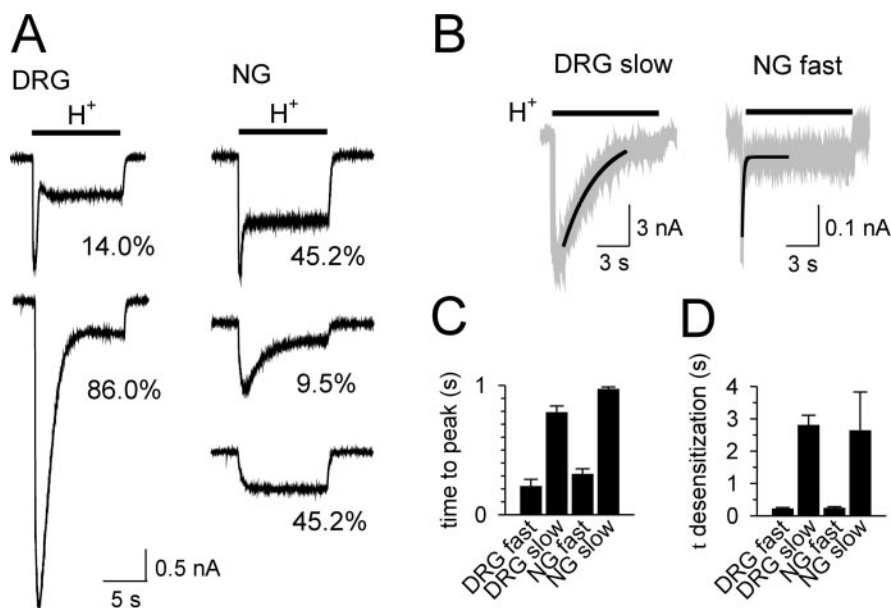 A
DRG
H+
14.0%
86.0%
NG
H+
45.2%
9.5%
45.2%
0.5 nA
5 s
B
DRG slow
NG fast
H+
3 nA
3 s
0.1 nA
3 s
C
time to peak (s)
1
0
DRG fast
DRG slow
NG fast
NG slow
D
t desensitization (s)
4
3
2
1
0
DRG fast
DRG slow
NG fast
NG slow